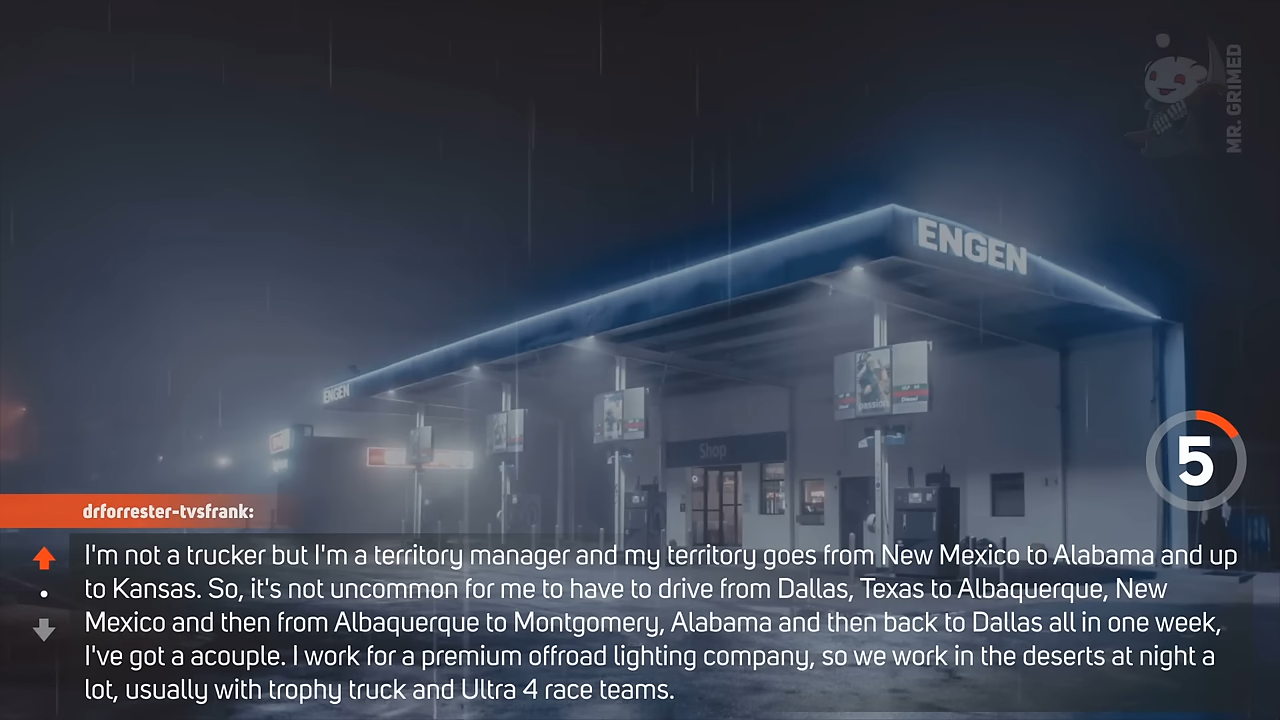 MR. GRIMED
ENGEN
ENGEN
passion
Diesel
Shop
5
drforrester-tvsfrank:
I'm not a trucker but I'm a territory manager and my territory goes from New Mexico to Alabama and up
to Kansas. So, it's not uncommon for me to have to drive from Dallas, Texas to Albaquerque, New
Mexico and then from Albaquerque to Montgomery, Alabama and then back to Dallas all in one week,
I've got a acouple. I work for a premium offroad lighting company, so we work in the deserts at night a
lot, usually with trophy truck and Ultra 4 race teams.